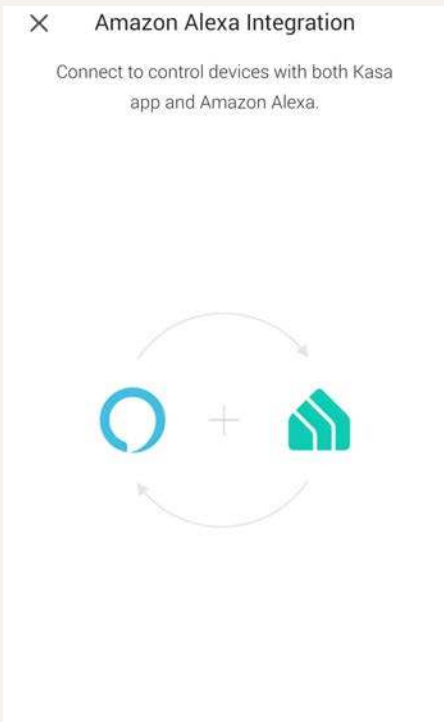 Amazon Alexa Integration
Connect to control devices with both Kasa
app and Amazon Alexa.